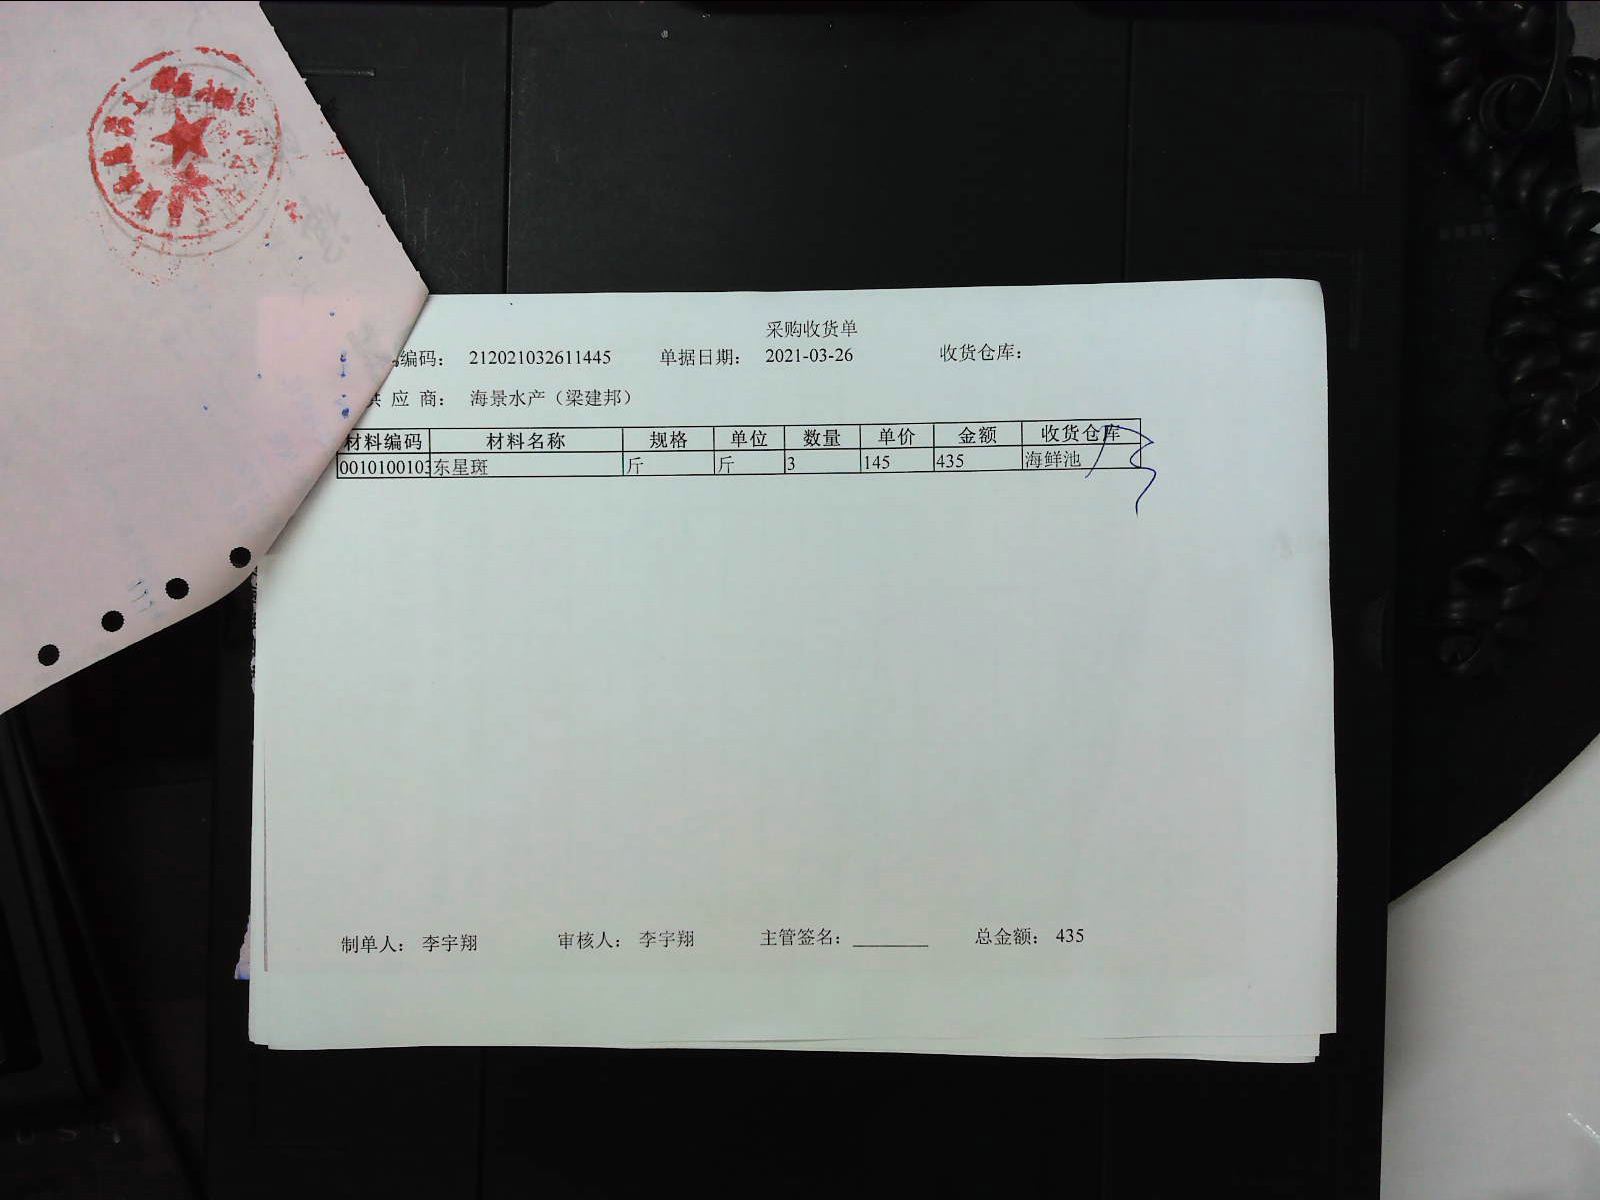 采购收货单
编码： 212021032611445 单据日期： 2021-03-26 收货仓库：
供 应 商： 海景水产（梁建邦）
材料编码 材料名称 规格 单位 数量 单价 金额 收货仓库
0010100103 东星斑 斤 斤 3 145 435 海鲜池
制单人： 李宇翔 审核人： 李宇翔 主管签名： 总金额： 435